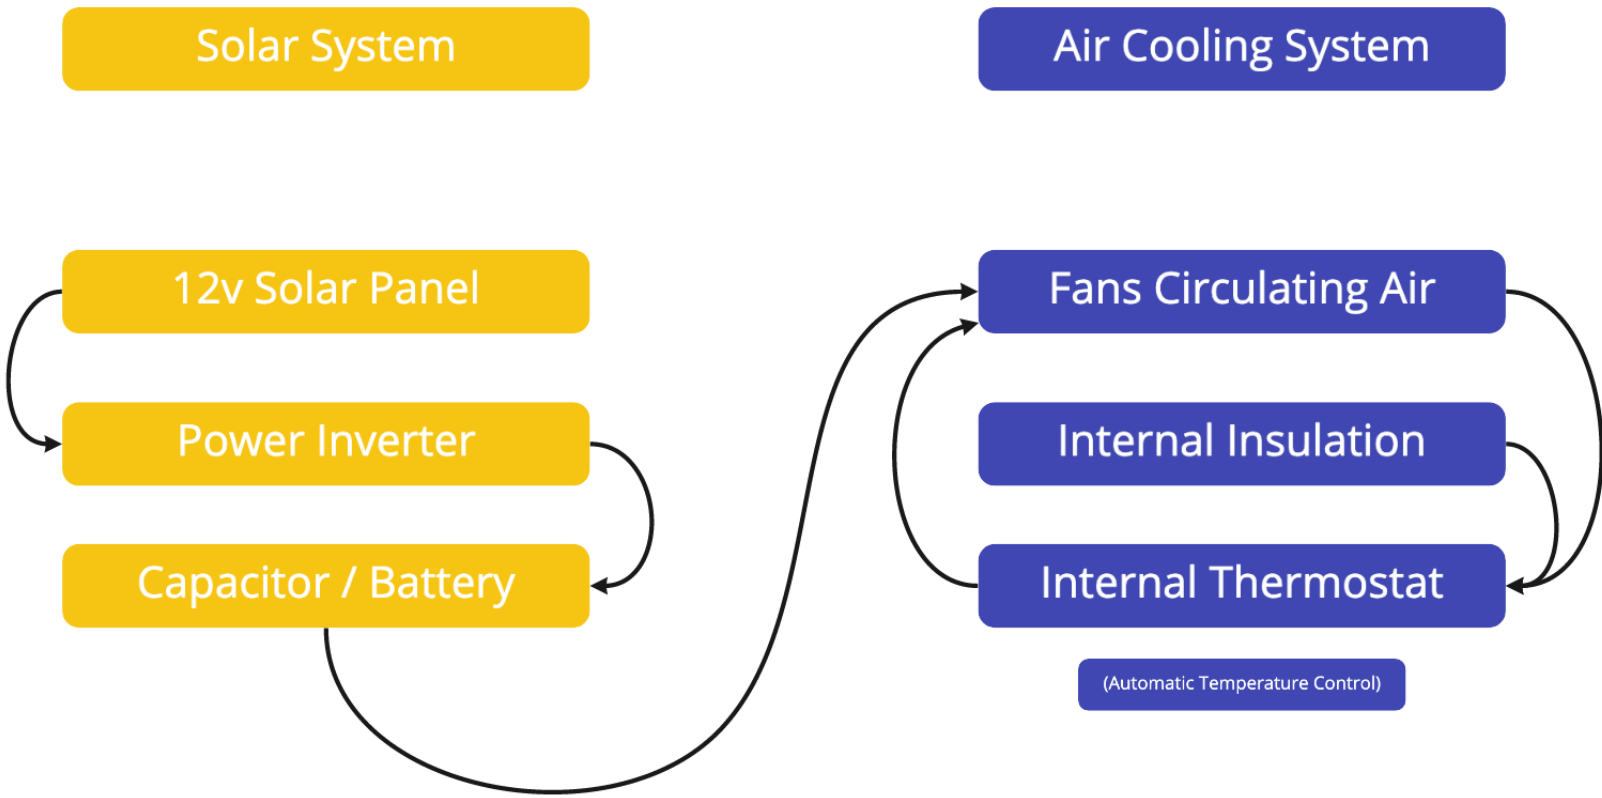 Solar System
Air Cooling System
12v Solar Panel
Fans Circulating Air
Power Inverter
Internal Insulation
Capacitor / Battery
Internal Thermostat
(Automatic Temperature Control)